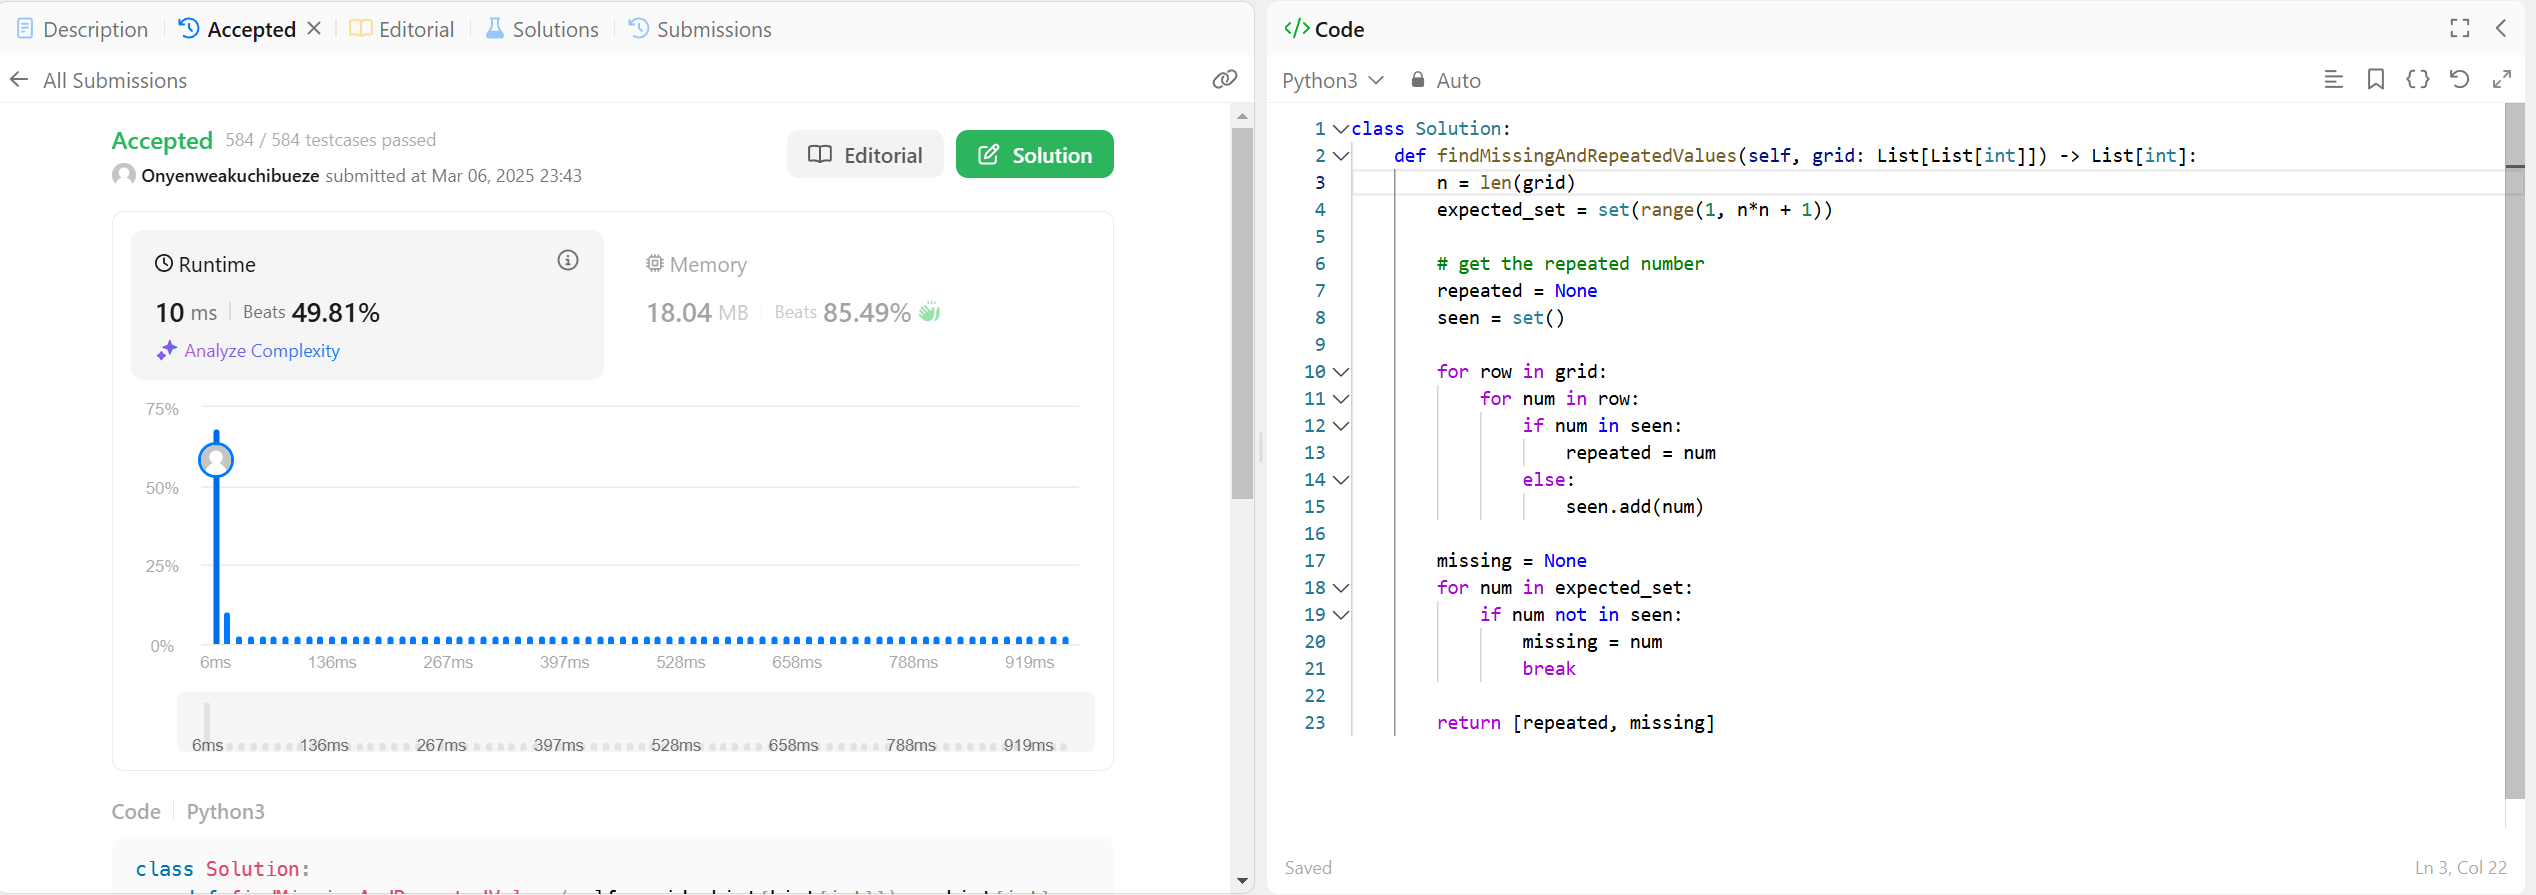 Description
Accepted
Editorial
Solutions
Submissions
All Submissions
Accepted 584 / 584 testcases passed
Onyenweakuchibueze submitted at Mar 06, 2025 23:43
Editorial
Solution
Runtime
10 ms Beats 49.81%
Analyze Complexity
Memory
18.04 MB Beats 85.49%
75%
50%
25%
0%
6ms 136ms 267ms 397ms 528ms 658ms 788ms 919ms
6ms 136ms 267ms 397ms 528ms 658ms 788ms 919ms
Code Python3
class Solution:
</> Code
Python3 Auto
1 class Solution:
2     def findMissingAndRepeatedValues(self, grid: List[List[int]]) -> List[int]:
3         n = len(grid)
4         expected_set = set(range(1, n*n + 1))
5
6         # get the repeated number
7         repeated = None
8         seen = set()
9
10         for row in grid:
11             for num in row:
12                 if num in seen:
13                     repeated = num
14                 else:
15                     seen.add(num)
16
17         missing = None
18         for num in expected_set:
19             if num not in seen:
20                 missing = num
21                 break
22
23         return [repeated, missing]
Saved
Ln 3, Col 22